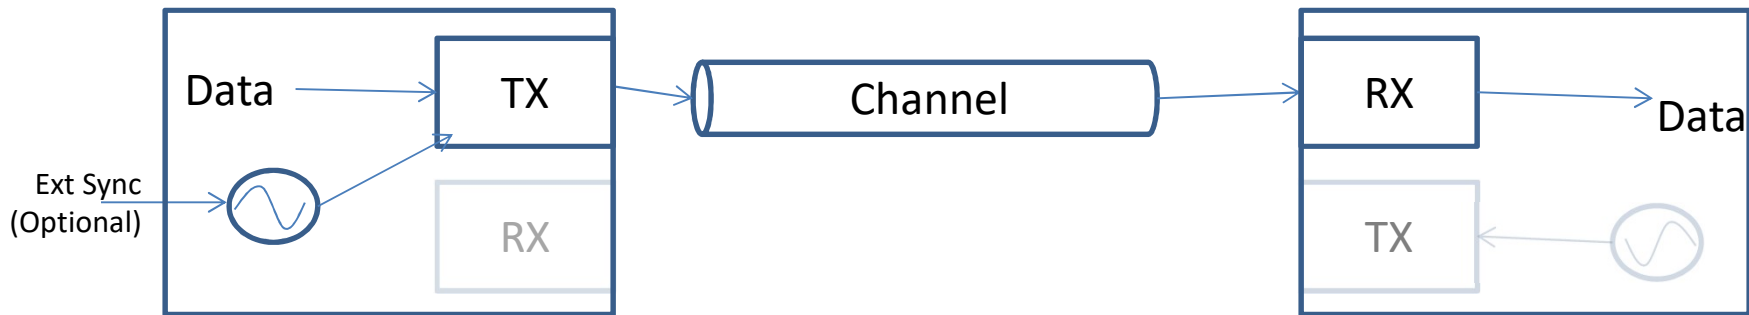 Data
TX
Channel
RX
Data
Ext Sync
(Optional)
RX
TX